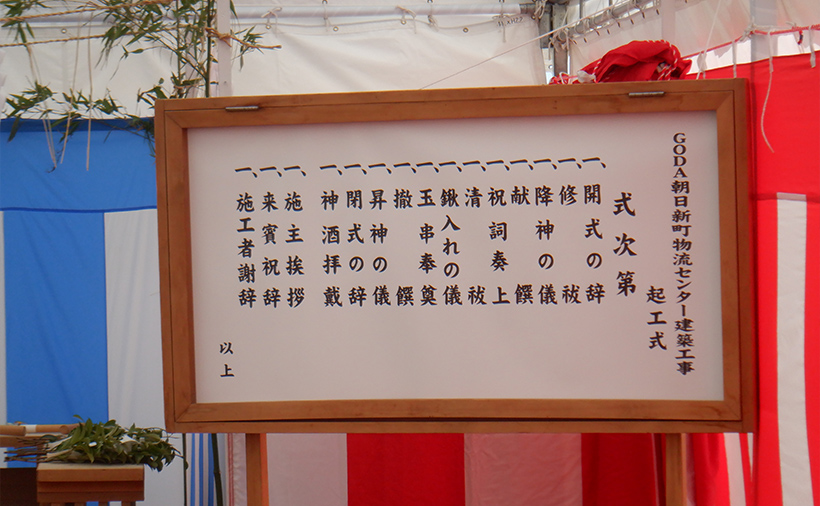 GODA朝日新町物流センター建築工事
起工式
式次第
一、開式の辞
一、修祓
一、降神の儀
一、献饌
一、祝詞奏上
一、清祓
一、鍬入れの儀
一、玉串奉奠
一、撤饌
一、昇神の儀
一、閉式の辞
一、神酒拝戴
一、施主挨拶
一、来賓祝辞
一、施工者謝辞
以上